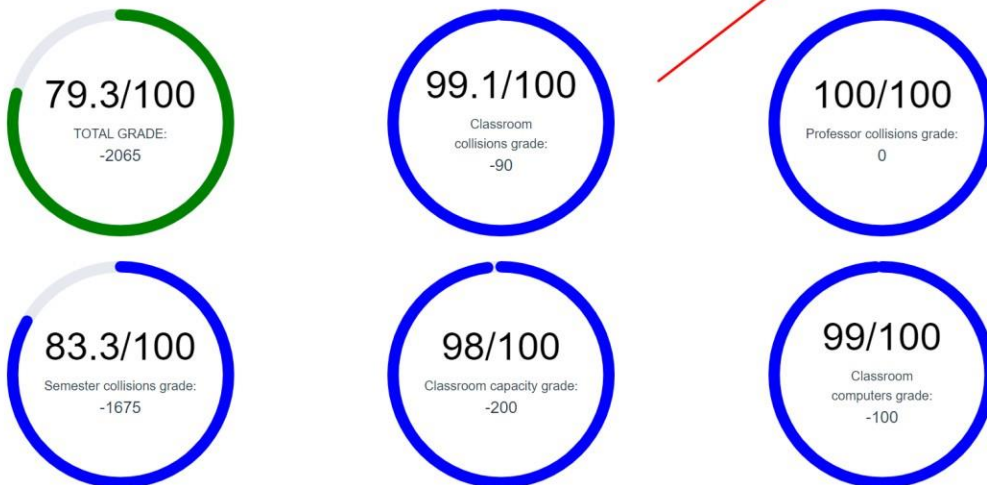 79.3/100
TOTAL GRADE:
-2065
99.1/100
Classroom
collisions grade:
-90
100/100
Professor collisions grade:
0
83.3/100
Semester collisions grade:
-1675
98/100
Classroom capacity grade:
-200
99/100
Classroom
computers grade:
-100